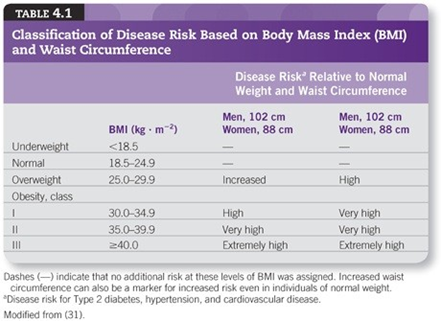 TABLE 4.1
Classification of Disease Risk Based on Body Mass Index (BMI)
and Waist Circumference
Disease Riskª Relative to Normal
Weight and Waist Circumference
BMI (kg · m⁻²) Men, 102 cm Women, 88 cm Men, 102 cm Women, 88 cm
Underweight <18.5 — —
Normal 18.5–24.9 — —
Overweight 25.0–29.9 Increased High
Obesity, class
I 30.0–34.9 High Very high
II 35.0–39.9 Very high Very high
III ≥40.0 Extremely high Extremely high
Dashes (—) indicate that no additional risk at these levels of BMI was assigned. Increased waist
circumference can also be a marker for increased risk even in individuals of normal weight.
ªDisease risk for Type 2 diabetes, hypertension, and cardiovascular disease.
Modified from (31).